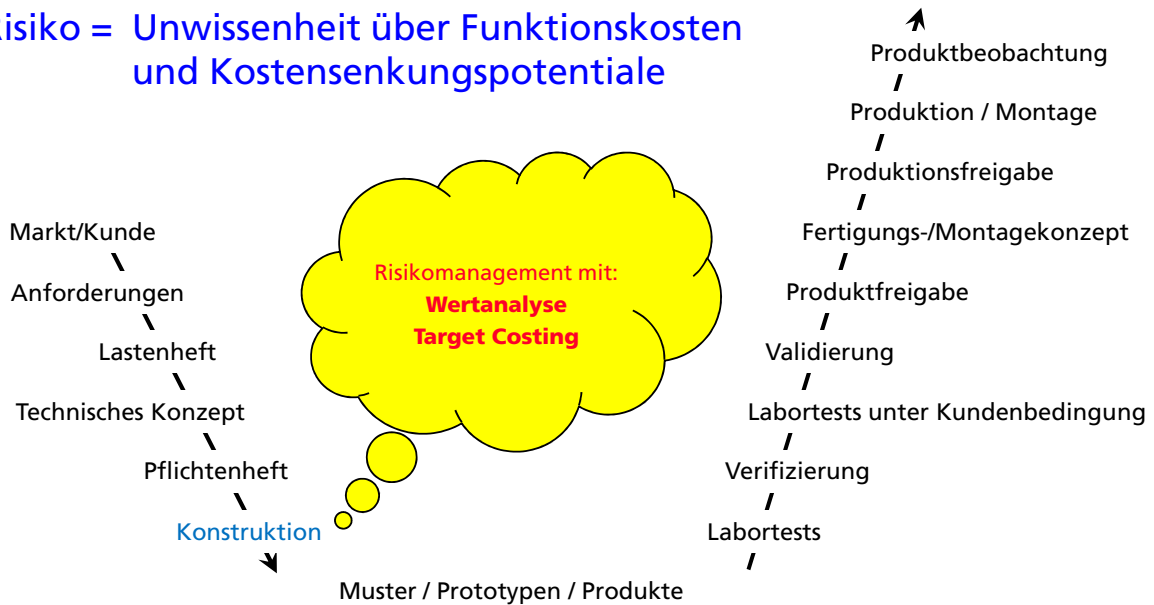 isiko = Unwissenheit über Funktionskosten
und Kostensenkungspotentiale
Markt/Kunde
Anforderungen
Lastenheft
Technisches Konzept
Pflichtenheft
Konstruktion
Risikomanagement mit:
Wertanalyse
Target Costing
Muster / Prototypen / Produkte
Produktbeobachtung
Produktion / Montage
Produktionsfreigabe
Fertigungs-/Montagekonzept
Produktfreigabe
Validierung
Labortests unter Kundenbedingung
Verifizierung
Labortests